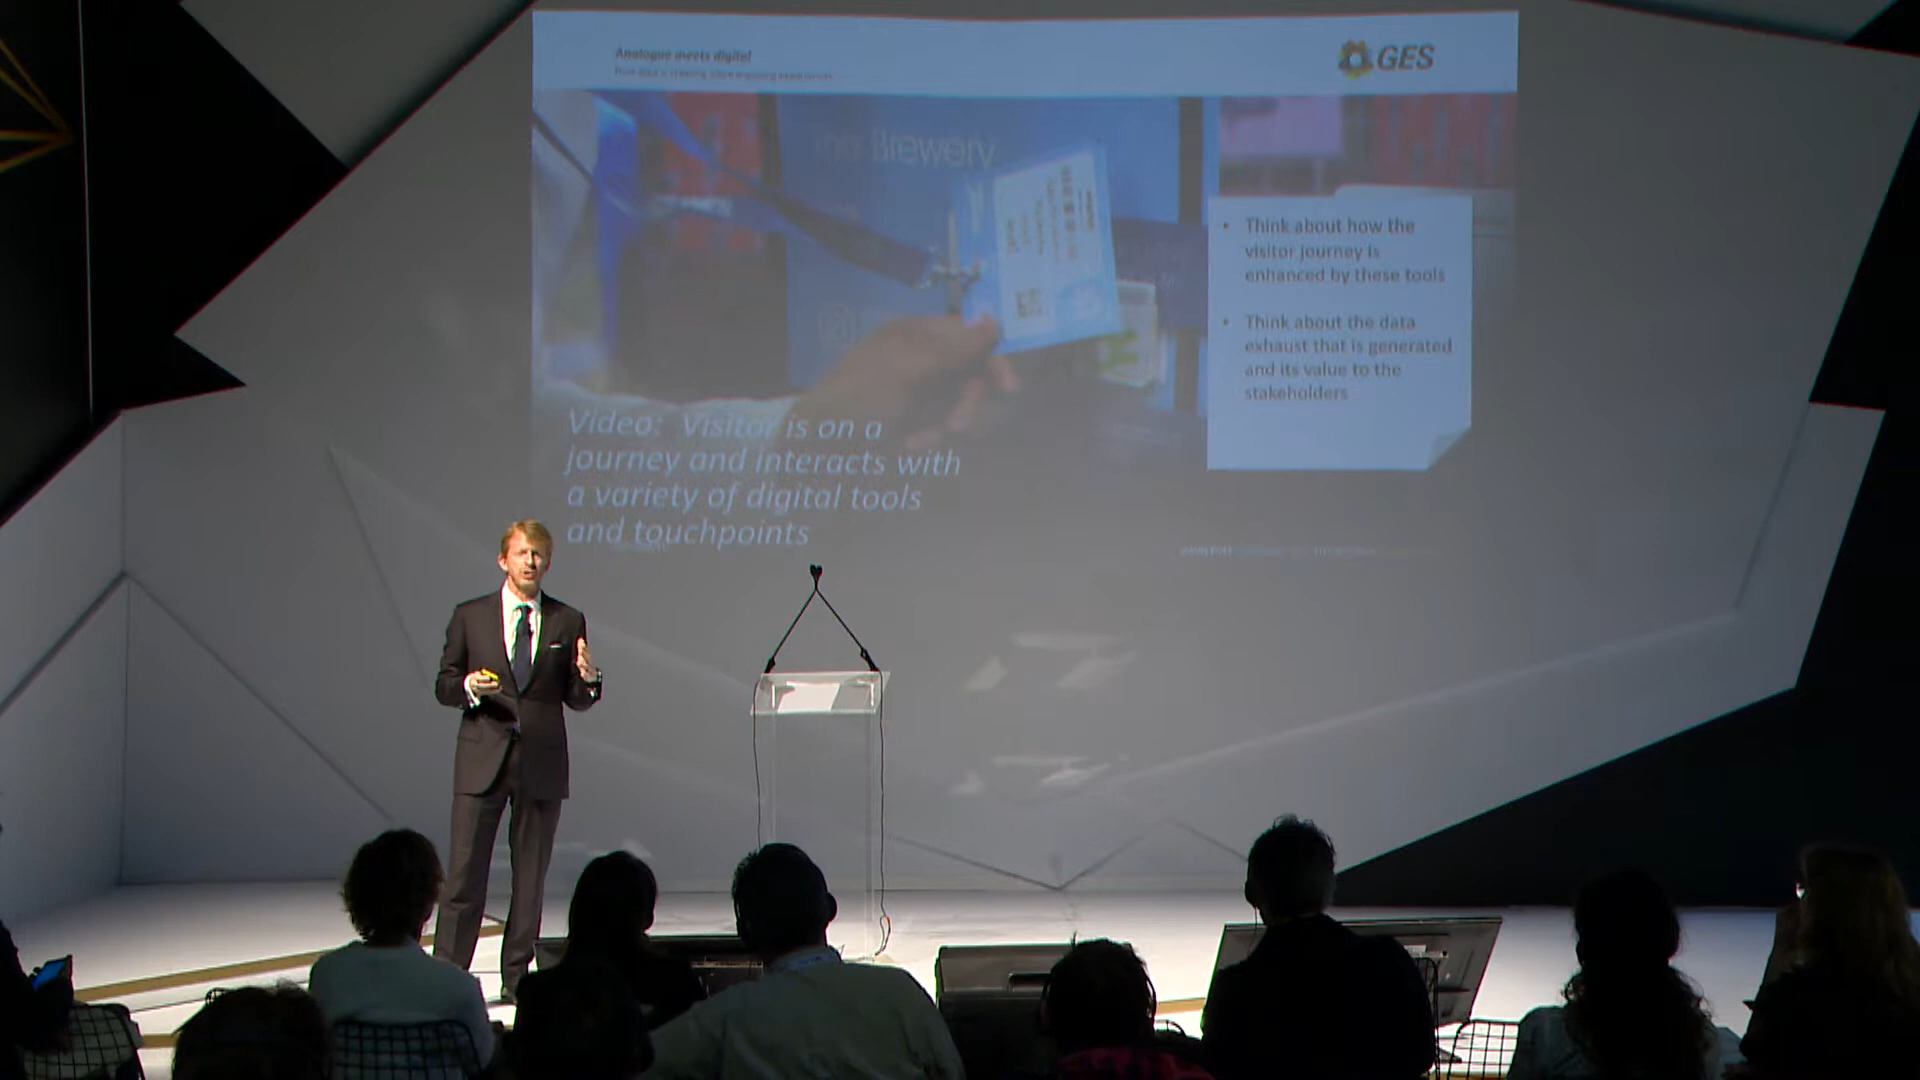 Analogue meets digital
GES
the Brewery
• Think about how the
visitor journey is
enhanced by these tools
• Think about the data
exhaust that is generated
and its value to the
stakeholders
Video: Visitor is on a
journey and interacts with
a variety of digital tools
and touchpoints